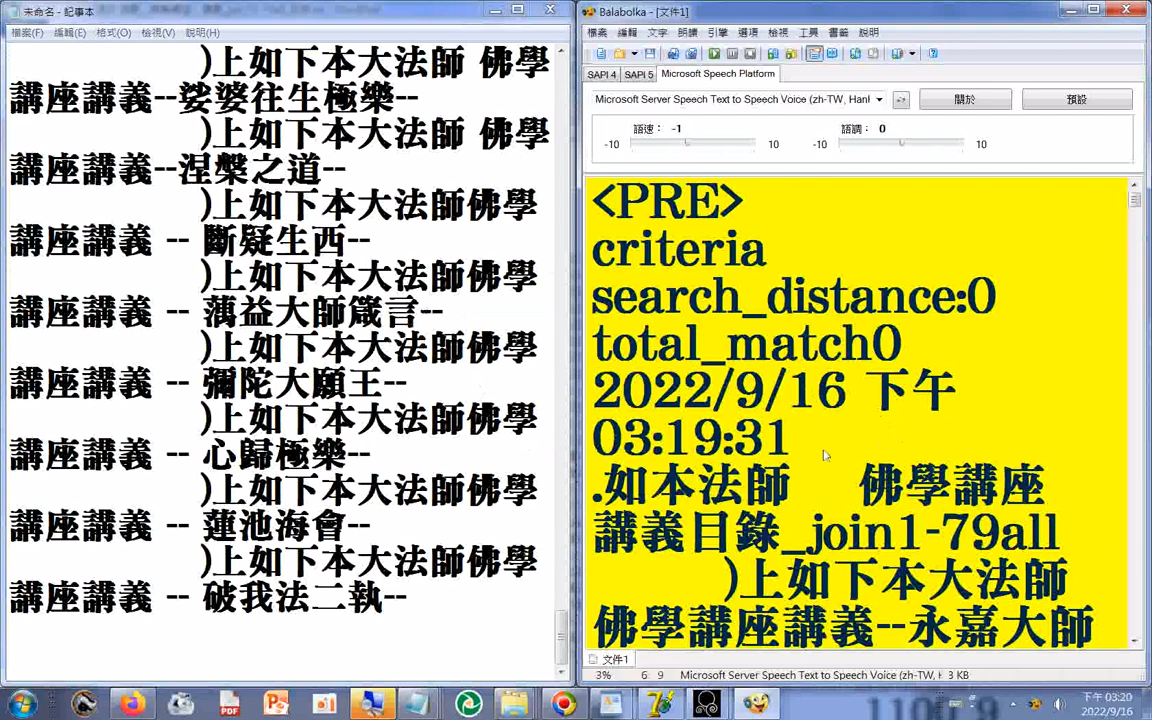 未命名 - 記事本
檔案(F) 編輯(E) 格式(O) 檢視(V) 說明(H)
)上如下本大法師 佛學
講座講義--娑婆往生極樂--
)上如下本大法師 佛學
講座講義--涅槃之道--
)上如下本大法師佛學
講座講義 -- 斷疑生西--
)上如下本大法師佛學
講座講義 -- 蕅益大師箴言--
)上如下本大法師佛學
講座講義 -- 彌陀大願王--
)上如下本大法師佛學
講座講義 -- 心歸極樂--
)上如下本大法師佛學
講座講義 -- 蓮池海會--
)上如下本大法師佛學
講座講義 -- 破我法二執--
Balabolka - [文件1]
檔案 編輯 文字 朗讀 引擎 選項 檢視 工具 書籤 說明
SAPI 4 SAPI 5 Microsoft Speech Platform
Microsoft Server Speech Text to Speech Voice (zh-TW, Hanl
關於
預設
語速： -1
語調： 0
-10 10 -10 10
<PRE>
criteria
search_distance:0
total_match0
2022/9/16 下午
03:19:31
.如本法師 佛學講座
講義目錄_join1-79all
)上如下本大法師
佛學講座講義--永嘉大師
文件1
3% 6: 9 Microsoft Server Speech Text to Speech Voice (zh-TW, H 3 KB
下午 03:20
2022/9/16